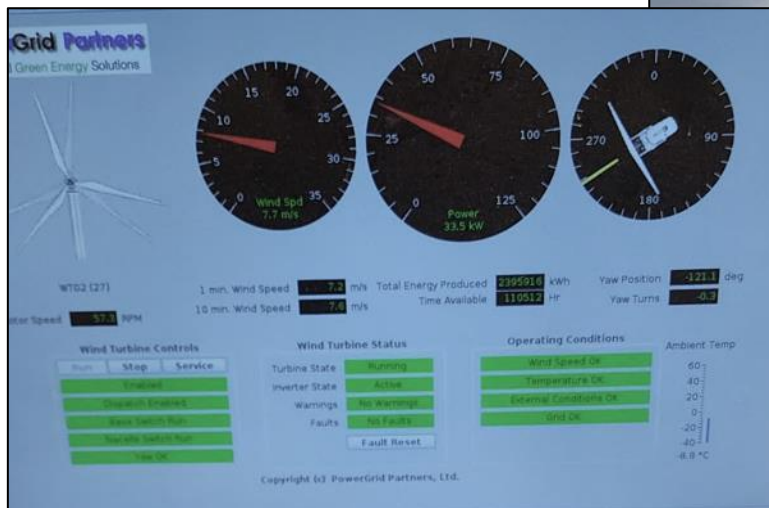 Grid Partners
Green Energy Solutions
0
5
10
15
20
25
30
35
Wind Spd
7.7 m/s
0
25
50
75
100
125
Power
33.5 kW
0
90
180
270
WTG2 (27)
Speed 57.3 RPM
1 min. Wind Speed 7.2 m/s
10 min. Wind Speed 7.6 m/s
Total Energy Produced 2395916 kWh
Time Available 110512 Hr
Yaw Position -121.1 deg
Yaw Turns -0.3
Wind Turbine Controls
Run Stop Service
Enabled
Dispatch Enabled
Base Switch Run
Nacelle Switch Run
Yaw OK
Wind Turbine Status
Turbine State Running
Inverter State Active
Warnings No Warnings
Faults No Faults
Fault Reset
Operating Conditions
Wind Speed OK
Temperature OK
External Conditions OK
Grid OK
Ambient Temp
60
40
20
0
-20
-40
°C
Copyright (c) PowerGrid Partners, Ltd.